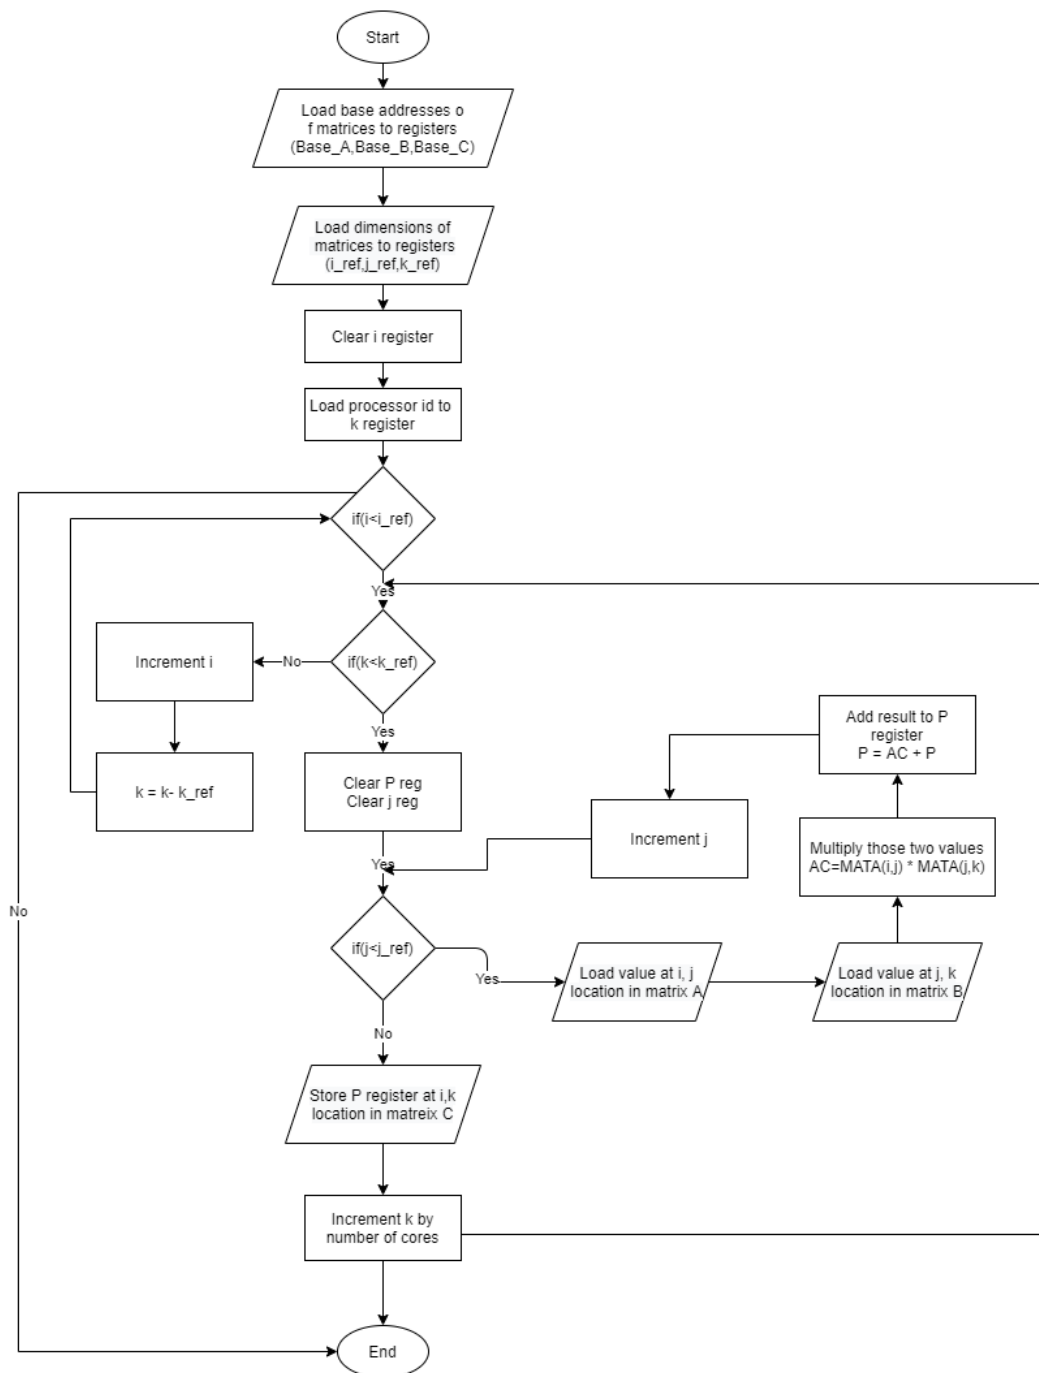 Start
Load base addresses o
f matrices to registers
(Base_A,Base_B,Base_C)
Load dimensions of
matrices to registers
(i_ref,j_ref,k_ref)
Clear i register
Load processor id to
k register
if(i<i_ref)
Yes
if(k<k_ref)
No
Increment i
k = k- k_ref
Yes
Clear P reg
Clear j reg
Yes
Add result to P
register
P = AC + P
Increment j
Multiply those two values
AC=MATA(i,j) * MATA(j,k)
No
if(j<j_ref)
Yes
Load value at i, j
location in matrix A
Load value at j, k
location in matrix B
No
Store P register at i,k
location in matreix C
Increment k by
number of cores
End